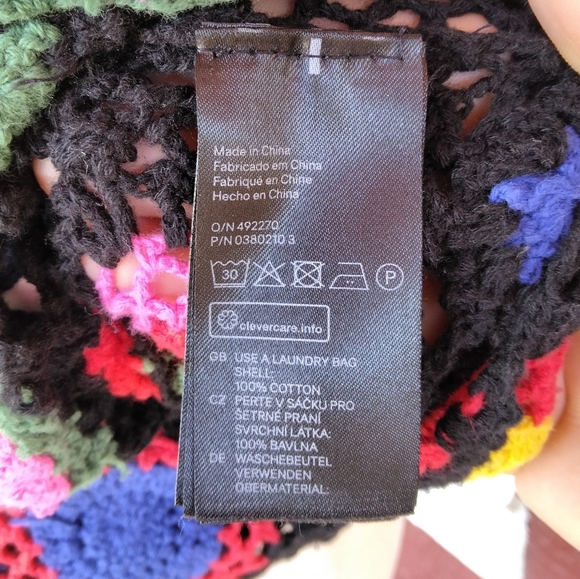 Made in China
Fabricado em China
Fabriqué en Chine
Hecho en China
O/N 492270
P/N 0380210 3
30 P
clevercare.info
GB USE A LAUNDRY BAG
SHELL:
100% COTTON
CZ PERTE V SÁČKU PRO
ŠETRNÉ PRANÍ
SVRCHNÍ LÁTKA:
100% BAVLNA
DE WÄSCHEBEUTEL
VERWENDEN
OBERMATERIAL: